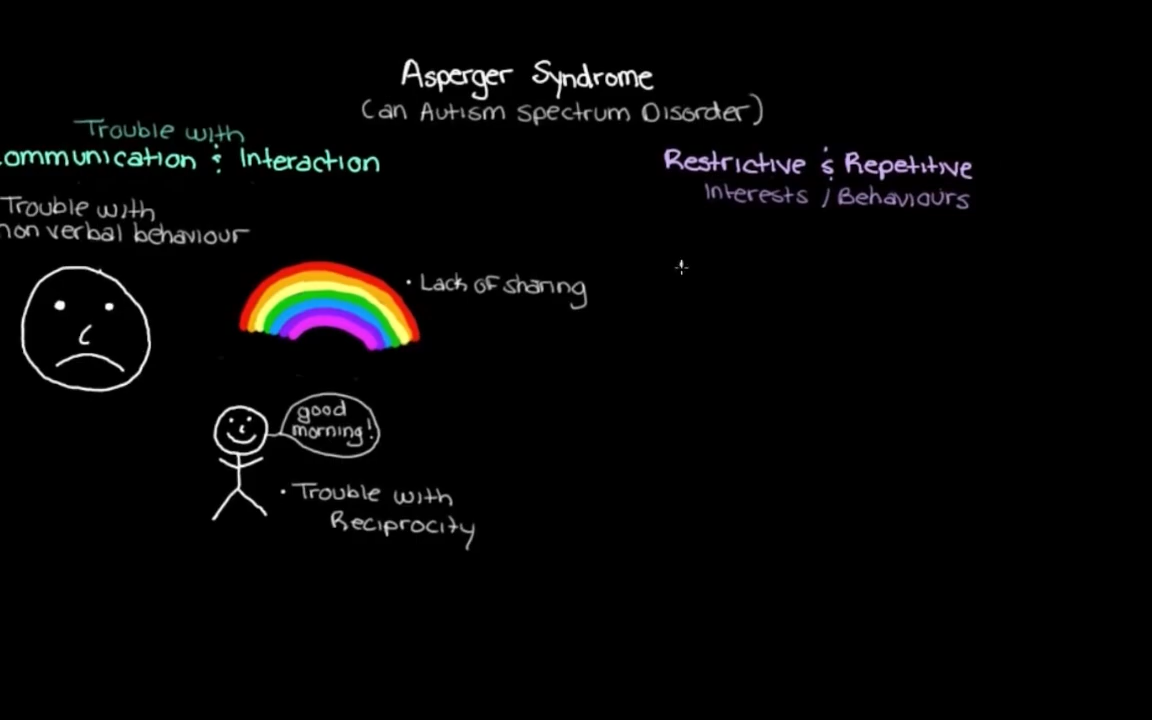 Asperger Syndrome
(an Autism Spectrum Disorder)
Trouble with
ommunication & Interaction
Trouble with
non verbal behaviour
• Lack of sharing
good
morning!
• Trouble with
Reciprocity
Restrictive & Repetitive
Interests / Behaviours